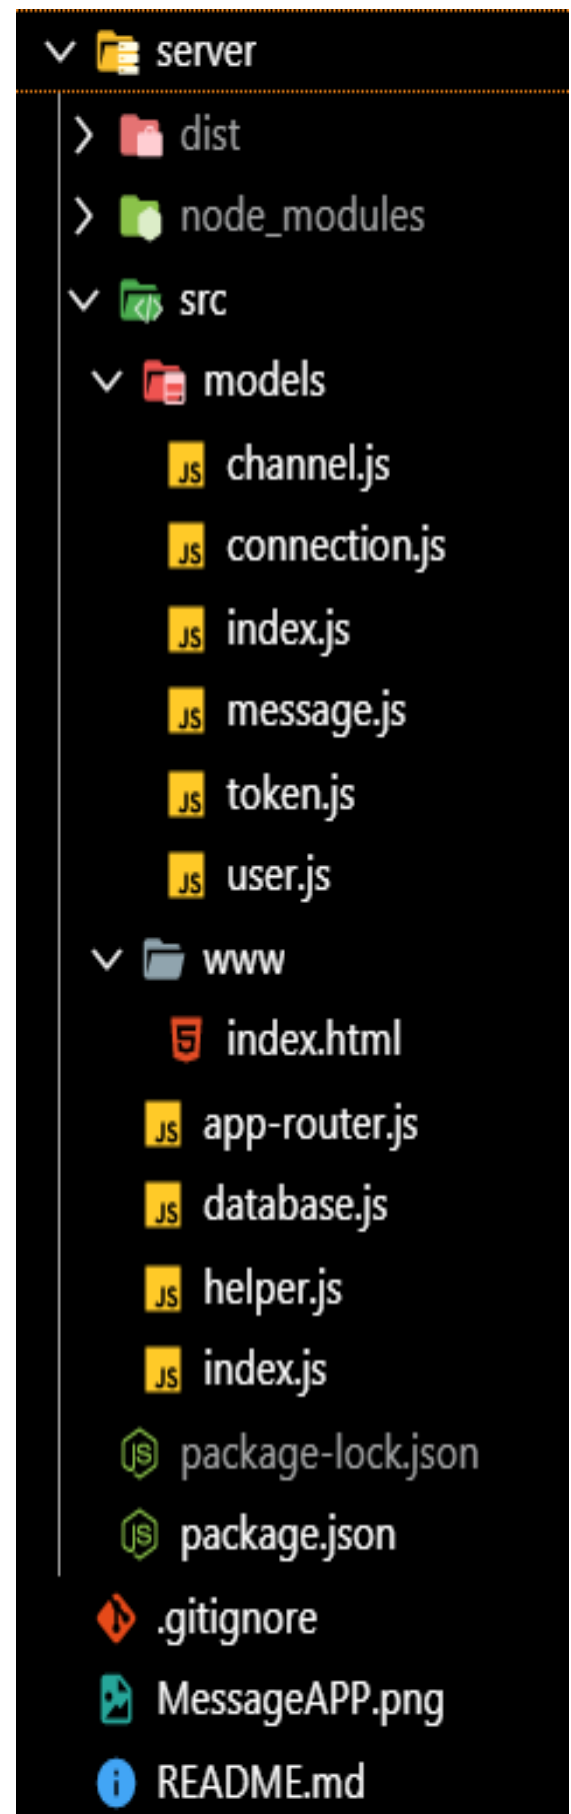 server
dist
node_modules
src
models
channel.js
connection.js
index.js
message.js
token.js
user.js
www
index.html
app-router.js
database.js
helper.js
index.js
package-lock.json
package.json
.gitignore
MessageAPP.png
README.md